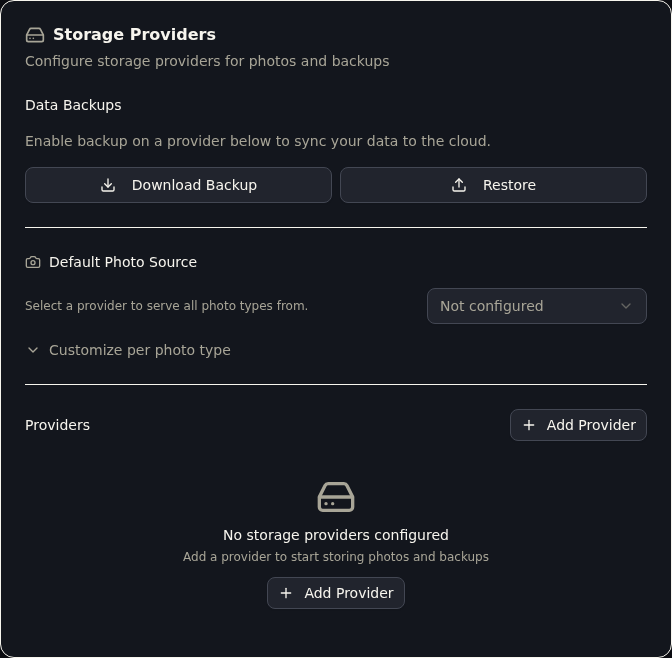 Storage Providers
Configure storage providers for photos and backups
Data Backups
Enable backup on a provider below to sync your data to the cloud.
Download Backup
Restore
Default Photo Source
Select a provider to serve all photo types from.
Not configured
Customize per photo type
Providers
Add Provider
No storage providers configured
Add a provider to start storing photos and backups
Add Provider